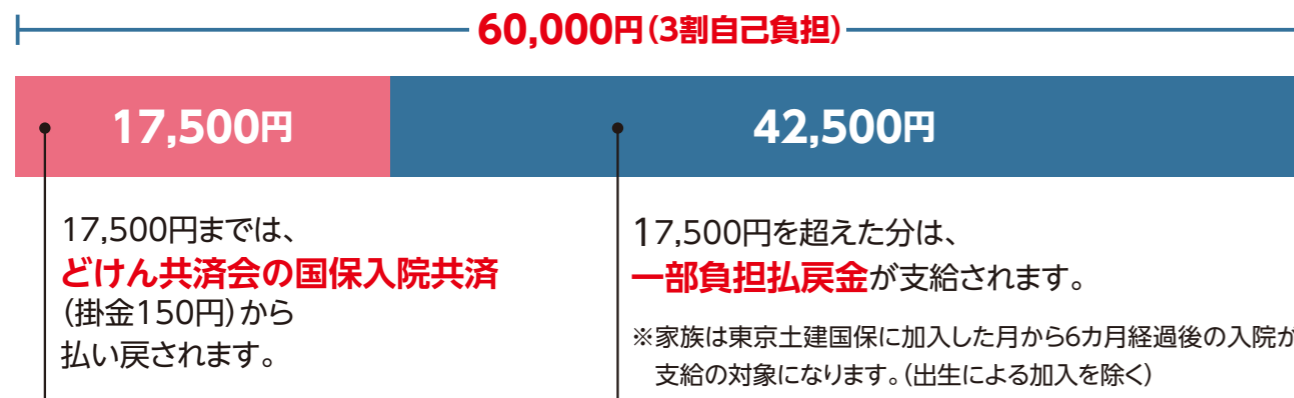 60,000円（3割自己負担）
17,500円
42,500円
17,500円までは、
どけん共済会の国保入院共済
（掛金150円）から
払い戻されます。
17,500円を超えた分は、
一部負担払戻金が支給されます。
※家族は東京土建国保に加入した月から6カ月経過後の入院が
支給の対象になります。（出生による加入を除く）